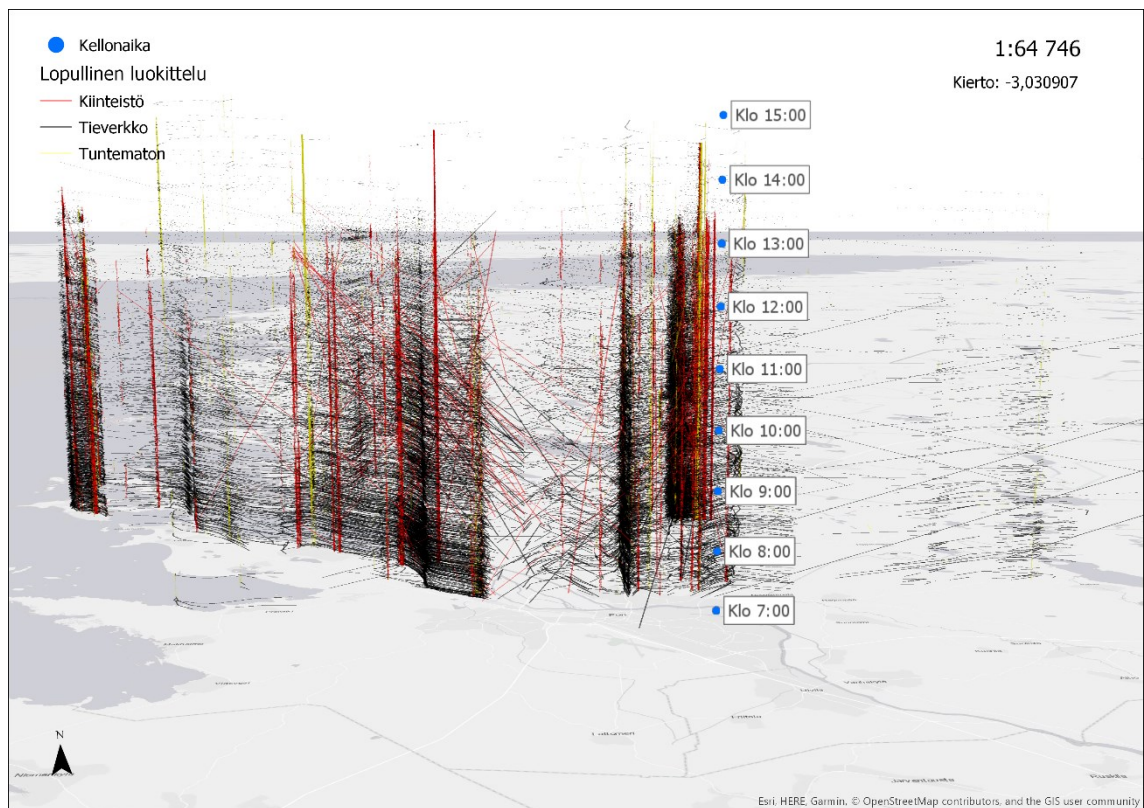 Kellonaika
Lopullinen luokittelu
Kiinteistö
Tieverkko
Tuntematon
1:64 746
Kierto: -3,030907
Klo 15:00
Klo 14:00
Klo 13:00
Klo 12:00
Klo 11:00
Klo 10:00
Klo 9:00
Klo 8:00
Klo 7:00
N
Esri, HERE, Garmin, © OpenStreetMap contributors, and the GIS user community